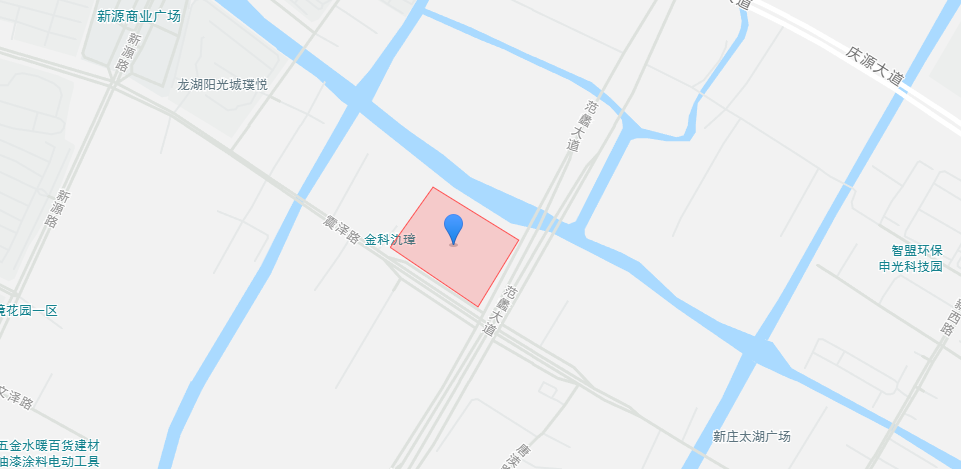 新源商业广场
新源路
庆源大道
龙湖阳光城璞悦
范蠡大道
新源路
震泽路
金科氿璋
智盟环保
申光科技园
范蠡大道
花园一区
新西路
文泽路
新庄太湖广场
五金水暖百货建材
油漆涂料电动工具
唐渎